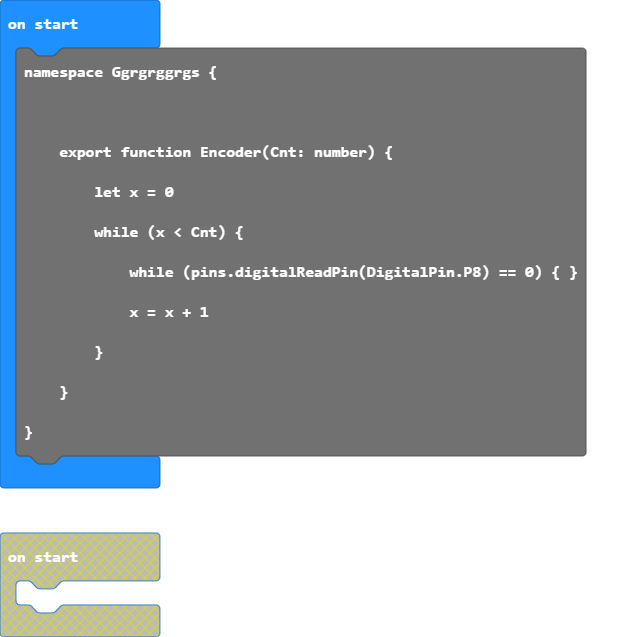 on start
namespace Ggrgrggrgs {
export function Encoder(Cnt: number) {
let x = 0
while (x < Cnt) {
while (pins.digitalReadPin(DigitalPin.P8) == 0) { }
x = x + 1
}
}
}
on start